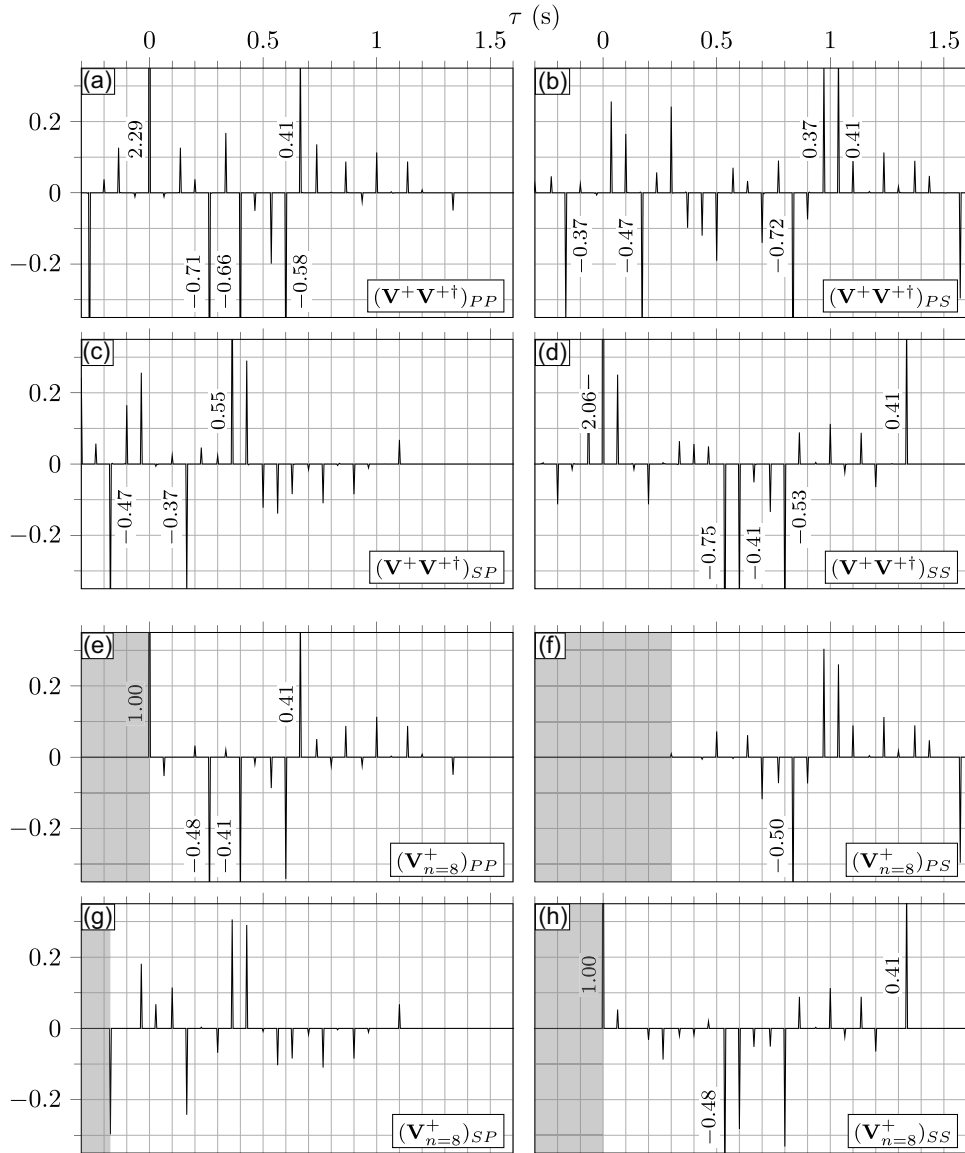 τ (s)
0 0.5 1 1.5 0 0.5 1 1.5
(a)
0.2
0
−0.2
2.29
−0.71
−0.66
0.41
−0.58
(V+V+†)PP
(b)
−0.37
−0.47
−0.72
0.37
0.41
(V+V+†)PS
(c)
0.2
0
−0.2
−0.47
−0.37
0.55
(V+V+†)SP
(d)
2.06
−0.75
−0.41
−0.53
0.41
(V+V+†)SS
(e)
0.2
0
−0.2
1.00
−0.48
−0.41
0.41
(V+n=8)PP
(f)
−0.50
(V+n=8)PS
(g)
0.2
0
−0.2
(V+n=8)SP
(h)
1.00
−0.48
0.41
(V+n=8)SS